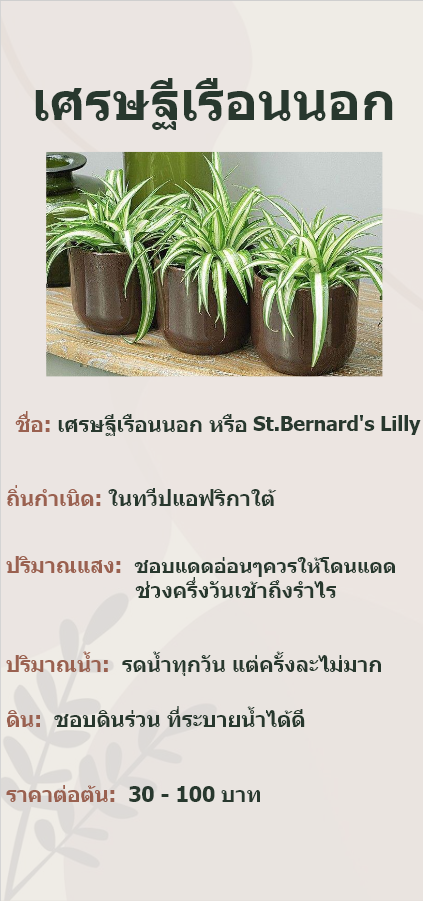 เศรษฐีเรือนนอก
ชื่อ: เศรษฐีเรือนนอก หรือ St.Bernard's Lilly
ถิ่นกำเนิด: ในทวีปแอฟริกาใต้
ปริมาณแสง: ชอบแดดอ่อนๆควรให้โดนแดด
ช่วงครึ่งวันเช้าถึงรำไร
ปริมาณน้ำ: รดน้ำทุกวัน แต่ครั้งละไม่มาก
ดิน: ชอบดินร่วน ที่ระบายน้ำได้ดี
ราคาต่อต้น: 30 - 100 บาท